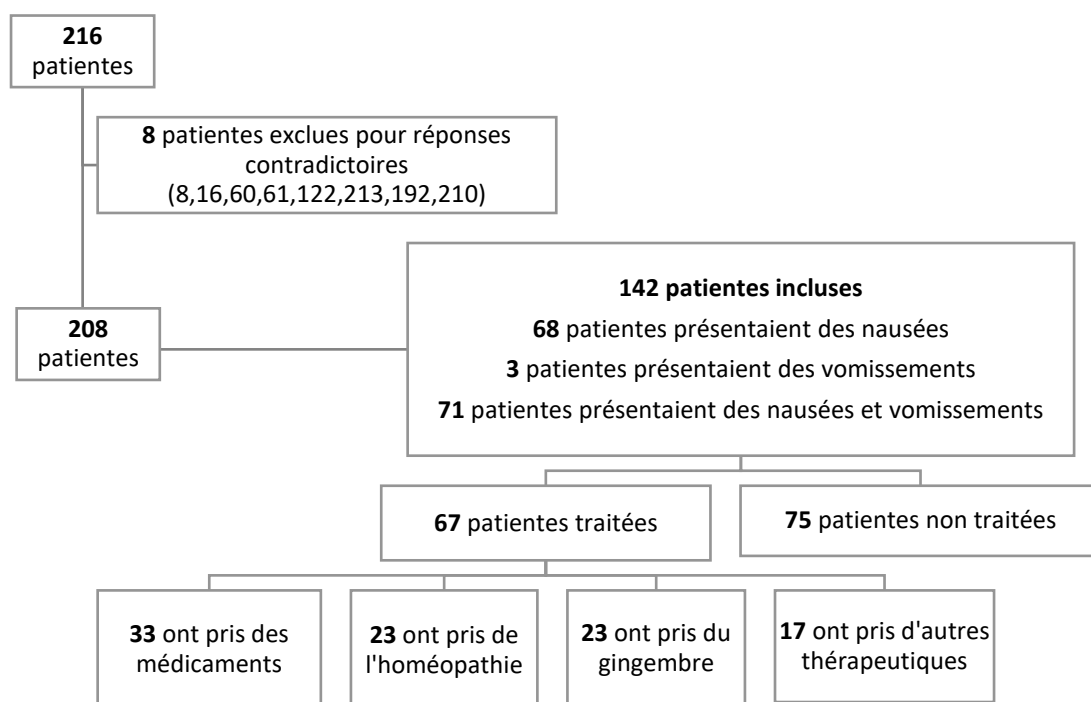 216
patientes
8 patientes exclues pour réponses
contradictoires
(8,16,60,61,122,213,192,210)
208
patientes
142 patientes incluses
68 patientes présentaient des nausées
3 patientes présentaient des vomissements
71 patientes présentaient des nausées et vomissements
67 patientes traitées
75 patientes non traitées
33 ont pris des
médicaments
23 ont pris de
l'homéopathie
23 ont pris du
gingembre
17 ont pris d'autres
thérapeutiques